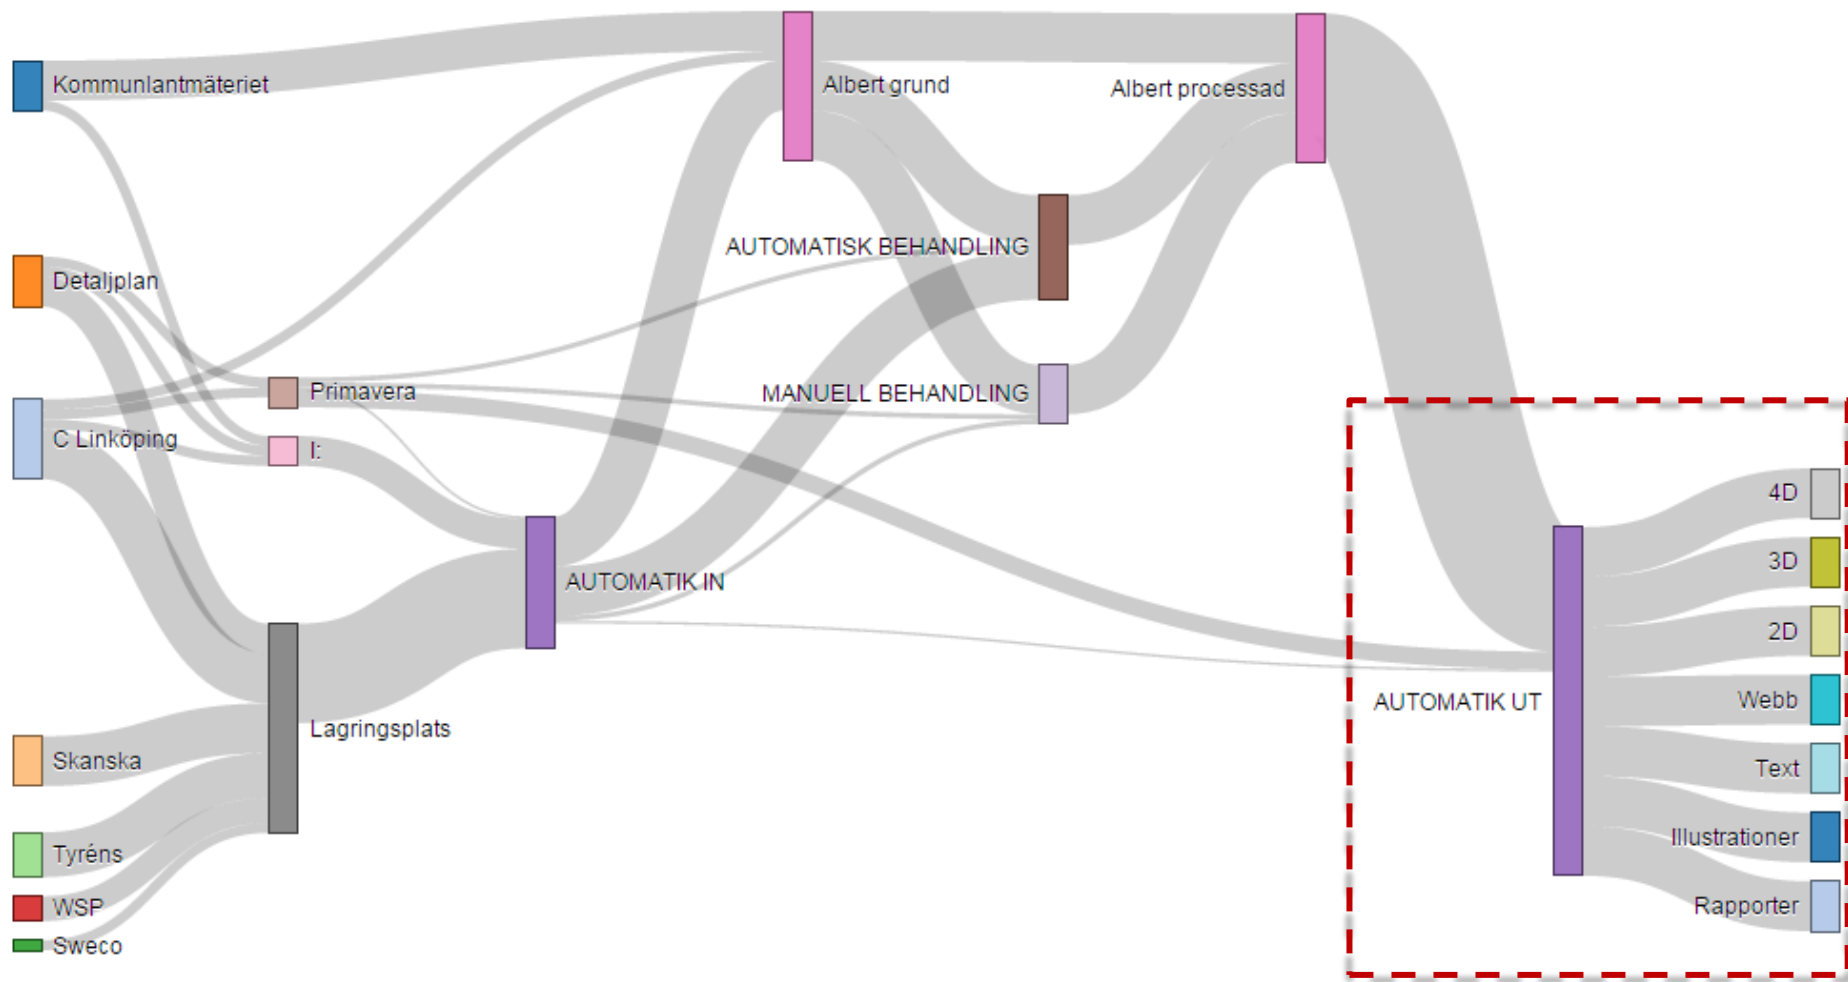 Kommunlantmäteriet
Albert grund
Albert processad
AUTOMATISK BEHANDLING
Detaljplan
Primavera
MANUELL BEHANDLING
C Linköping
I:
4D
3D
AUTOMATIK IN
2D
AUTOMATIK UT
Webb
Lagringsplats
Skanska
Text
Illustrationer
Tyréns
WSP
Rapporter
Sweco